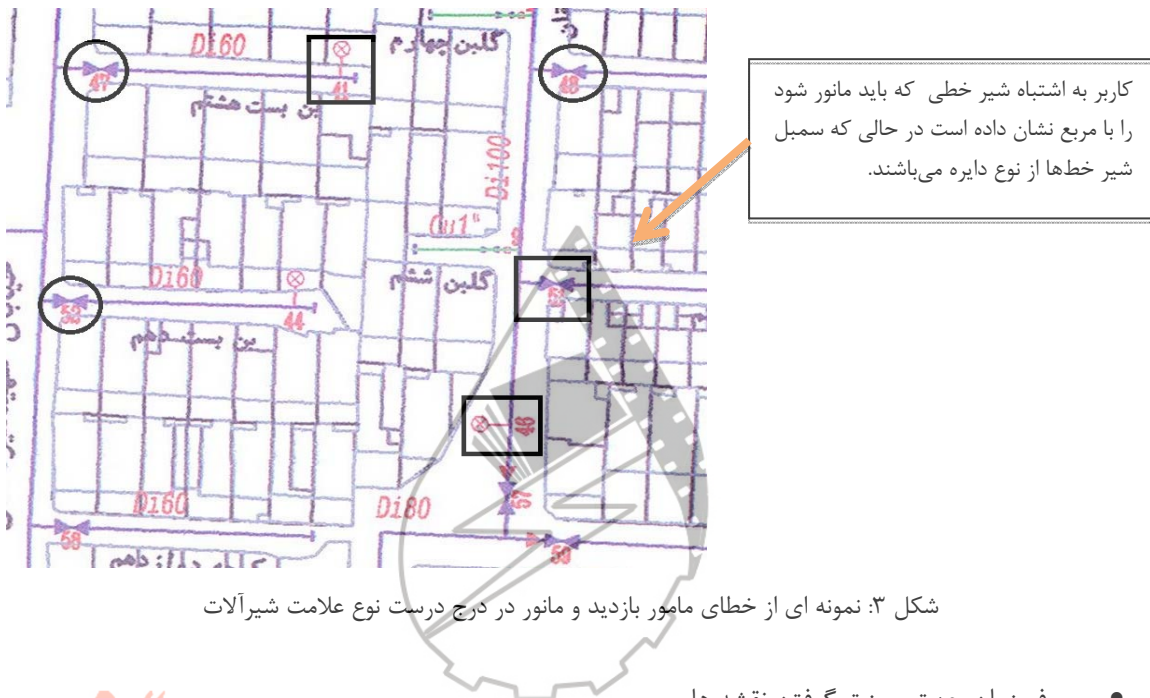 Di60
گلبن چهارم
47
41
48
بن بست هشتم
Di100
Cu1"
گلبن ششم
Di60
52
44
بن بست دهم
46
Di60
Di80
57
58
کاربر به اشتباه شیر خطی که باید مانور شود
را با مربع نشان داده است در حالی که سمبل
شیر خط‌ها از نوع دایره می‌باشند.
شکل ۳: نمونه ای از خطای مامور بازدید و مانور در درج درست نوع علامت شیرآلات